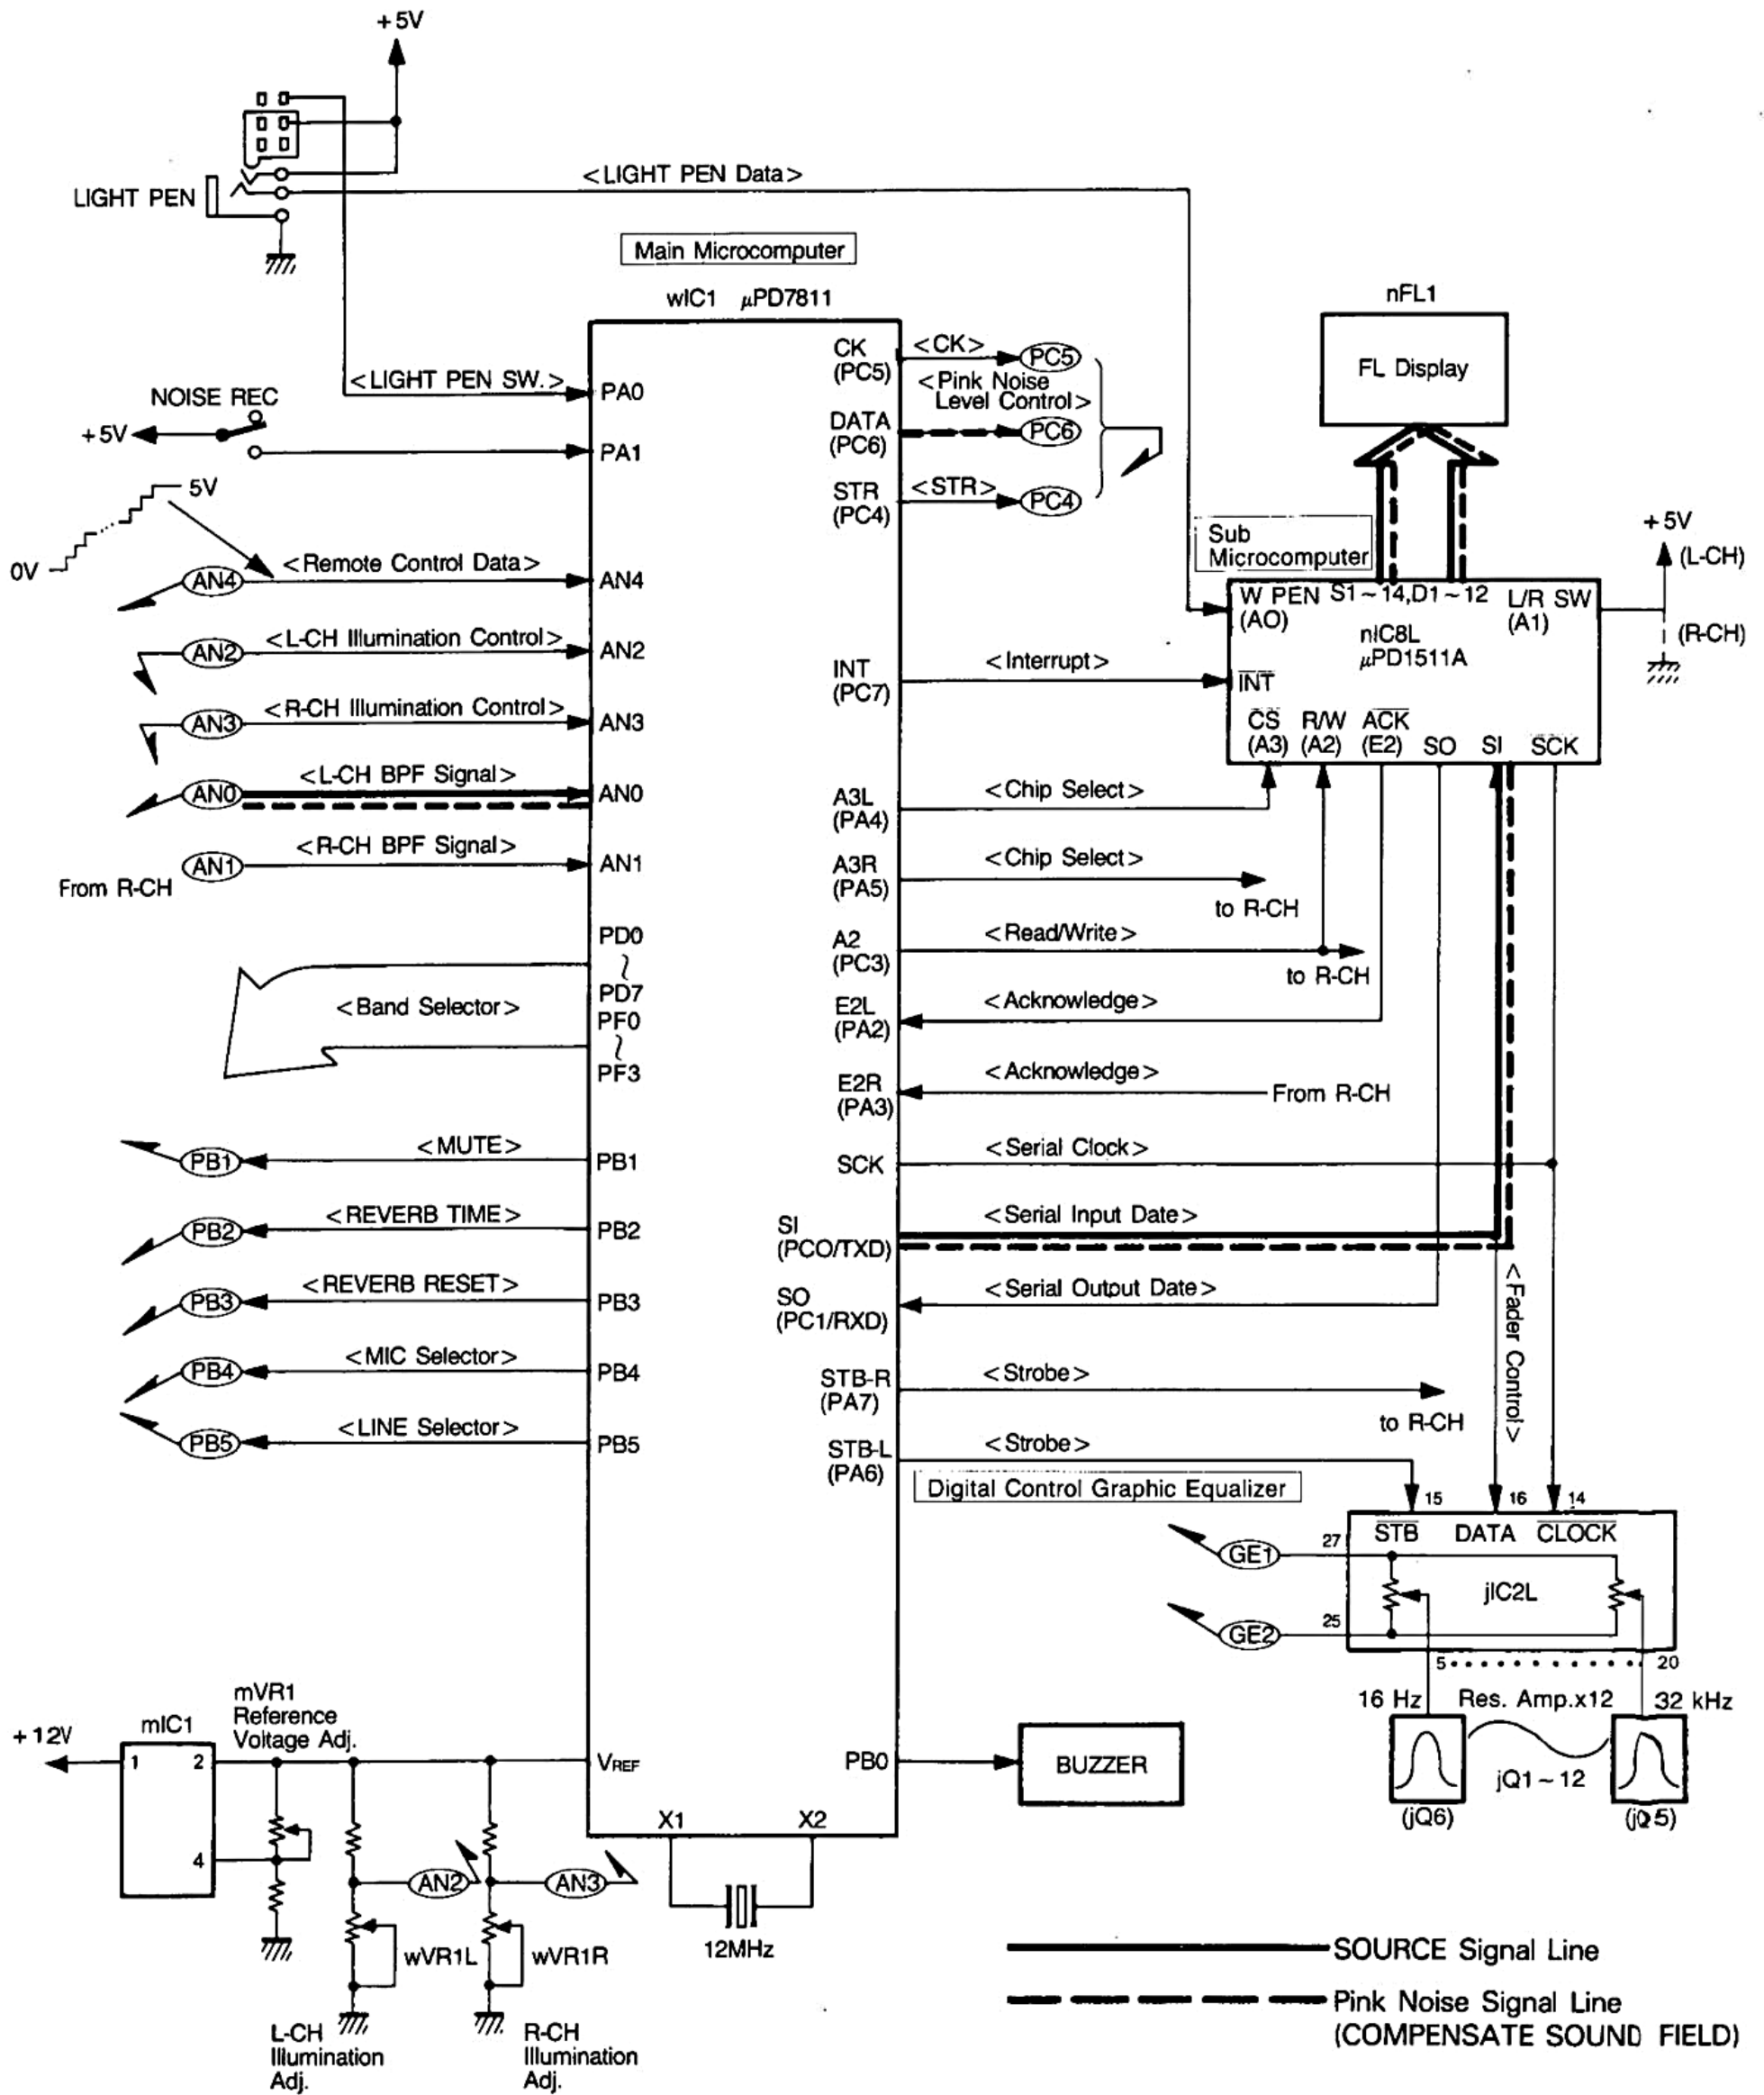 +5V
LIGHT PEN
<LIGHT PEN Data>
Main Microcomputer
wIC1 μPD7811
nFL1
FL Display
CK
(PC5)
<CK>
PC5
<LIGHT PEN SW.>
PA0
<Pink Noise
Level Control>
NOISE REC
+5V
DATA
(PC6)
PC6
PA1
5V
0V
STR
(PC4)
<STR>
PC4
Sub
Microcomputer
+5V
(L-CH)
(R-CH)
AN4
<Remote Control Data>
AN4
W PEN
(AO)
S1~14,D1~12
L/R SW
(A1)
nIC8L
μPD1511A
AN2
<L-CH Illumination Control>
AN2
INT
(PC7)
<Interrupt>
INT
AN3
<R-CH Illumination Control>
AN3
CS
(A3)
R/W
(A2)
ACK
(E2)
SO
SI
SCK
AN0
<L-CH BPF Signal>
AN0
A3L
(PA4)
<Chip Select>
From R-CH
AN1
<R-CH BPF Signal>
AN1
A3R
(PA5)
<Chip Select>
to R-CH
PD0
~
PD7
A2
(PC3)
<Read/Write>
to R-CH
<Band Selector>
PF0
~
PF3
E2L
(PA2)
<Acknowledge>
E2R
(PA3)
<Acknowledge>
From R-CH
PB1
<MUTE>
PB1
SCK
<Serial Clock>
PB2
<REVERB TIME>
PB2
SI
(PCO/TXD)
<Serial Input Date>
PB3
<REVERB RESET>
PB3
SO
(PC1/RXD)
<Serial Output Date>
<Fader Control>
PB4
<MIC Selector>
PB4
STB-R
(PA7)
<Strobe>
to R-CH
PB5
<LINE Selector>
PB5
STB-L
(PA6)
<Strobe>
Digital Control Graphic Equalizer
15
16
14
STB
DATA
CLOCK
GE1
27
jIC2L
GE2
25
5
20
16 Hz
Res. Amp.x12
32 kHz
jQ1~12
(jQ6)
(jQ5)
+12V
mIC1
1
2
4
mVR1
Reference
Voltage Adj.
VREF
PB0
BUZZER
X1
X2
AN2
AN3
12MHz
wVR1L
wVR1R
L-CH
Illumination
Adj.
R-CH
Illumination
Adj.
SOURCE Signal Line
Pink Noise Signal Line
(COMPENSATE SOUND FIELD)